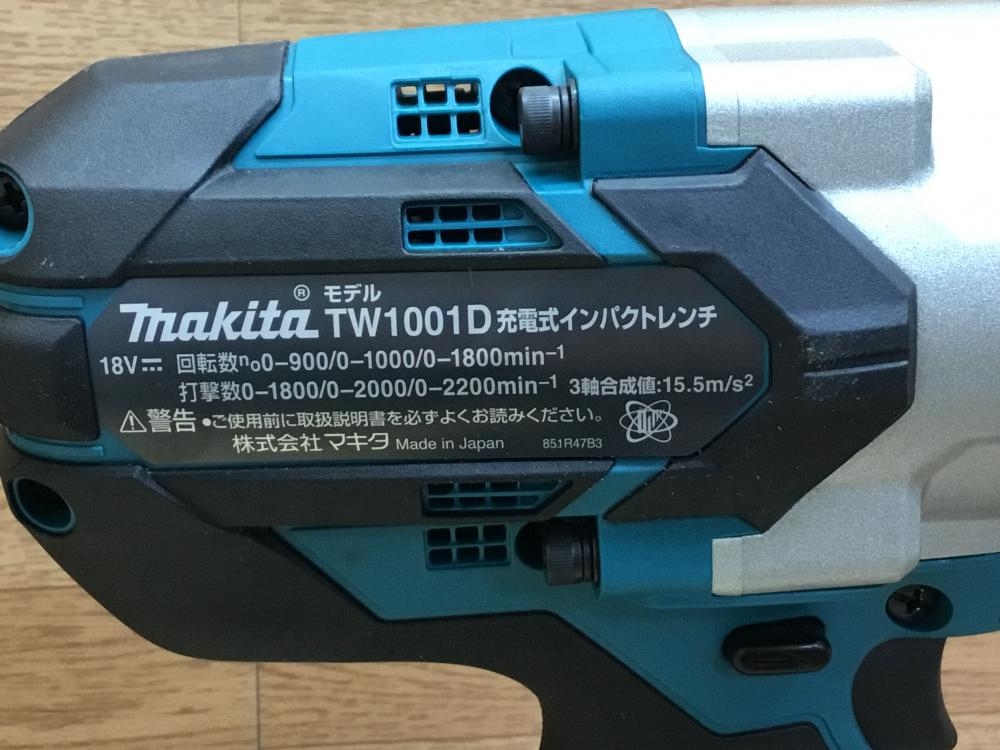 makita® モデル TW1001D 充電式インパクトレンチ
18V⎓ 回転数n₀0−900/0−1000/0−1800min⁻¹
打撃数0−1800/0−2000/0−2200min⁻¹ 3軸合成値:15.5m/s²
⚠警告 •ご使用前に取扱説明書を必ずよくお読みください。
株式会社 マキタ Made in Japan 851R47B3